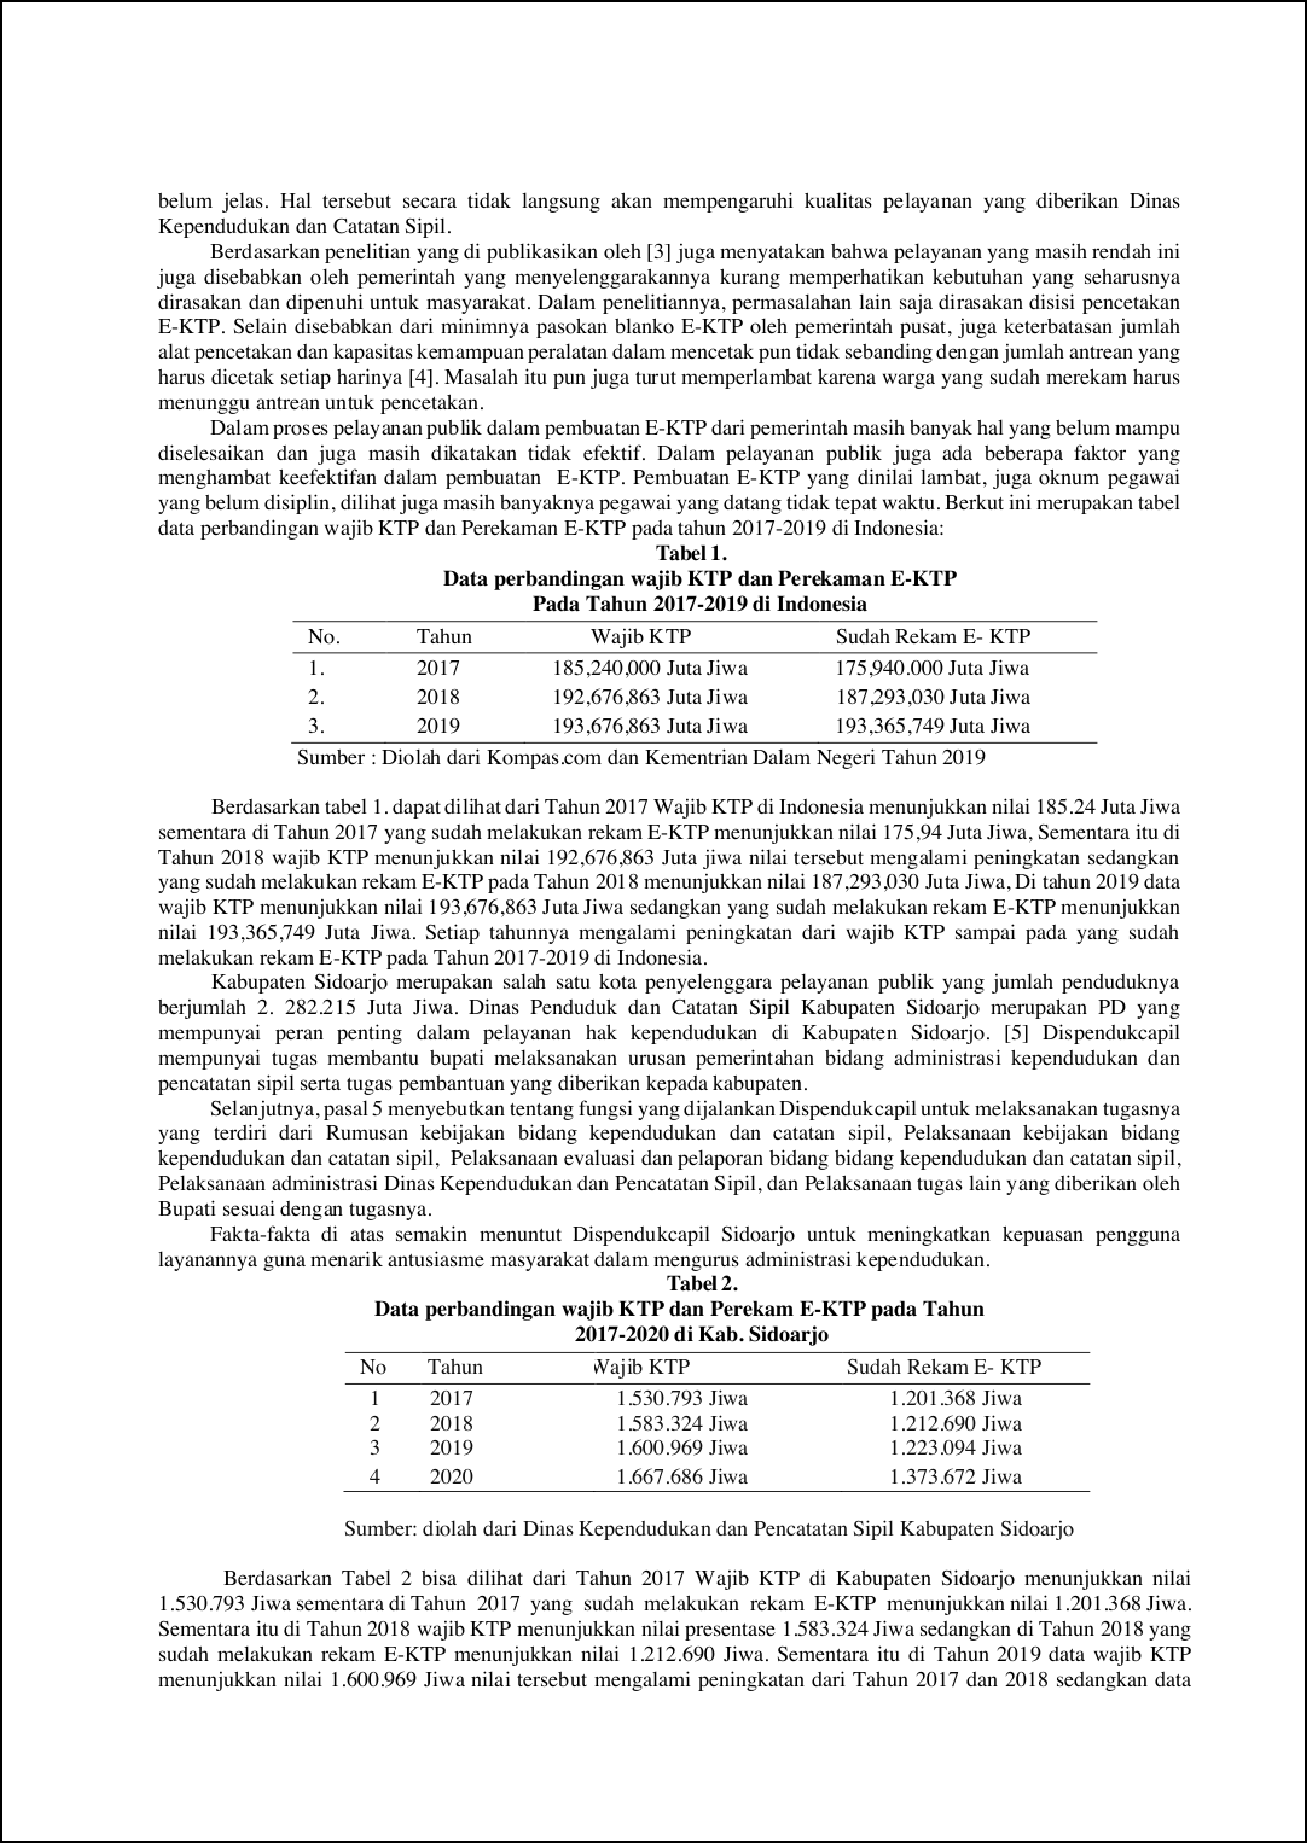 belum jelas. Hal tersebut secara tidak langsung akan mempengaruhi kualitas pelayanan yang diberikan Dinas
Kependudukan dan Catatan Sipil.
Berdasarkan penelitian yang di publikasikan oleh [3] juga menyatakan bahwa pelayanan yang masih rendah ini
juga disebabkan oleh pemerintah yang menyelenggarakannya kurang memperhatikan kebutuhan yang seharusnya
dirasakan dan dipenuhi untuk masyarakat. Dalam penelitiannya, permasalahan lain saja dirasakan disisi pencetakan
E-KTP. Selain disebabkan dari minimnya pasokan blanko E-KTP oleh pemerintah pusat, juga keterbatasan jumlah
alat pencetakan dan kapasitas kemampuan peralatan dalam mencetak pun tidak sebanding dengan jumlah antrean yang
harus dicetak setiap harinya [4]. Masalah itu pun juga turut memperlambat karena warga yang sudah merekam harus
menunggu antrean untuk pencetakan.
Dalam proses pelayanan publik dalam pembuatan E-KTP dari pemerintah masih banyak hal yang belum mampu
diselesaikan dan juga masih dikatakan tidak efektif. Dalam pelayanan publik juga ada beberapa faktor yang
menghambat keefektifan dalam pembuatan E-KTP. Pembuatan E-KTP yang dinilai lambat, juga oknum pegawai
yang belum disiplin, dilihat juga masih banyaknya pegawai yang datang tidak tepat waktu. Berkut ini merupakan tabel
data perbandingan wajib KTP dan Perekaman E-KTP pada tahun 2017-2019 di Indonesia:
Tabel 1.
Data perbandingan wajib KTP dan Perekaman E-KTP
Pada Tahun 2017-2019 di Indonesia
No. Tahun Wajib KTP Sudah Rekam E- KTP
1. 2017 185,240,000 Juta Jiwa 175,940.000 Juta Jiwa
2. 2018 192,676,863 Juta Jiwa 187,293,030 Juta Jiwa
3. 2019 193,676,863 Juta Jiwa 193,365,749 Juta Jiwa
Sumber : Diolah dari Kompas.com dan Kementrian Dalam Negeri Tahun 2019
Berdasarkan tabel 1. dapat dilihat dari Tahun 2017 Wajib KTP di Indonesia menunjukkan nilai 185.24 Juta Jiwa
sementara di Tahun 2017 yang sudah melakukan rekam E-KTP menunjukkan nilai 175,94 Juta Jiwa, Sementara itu di
Tahun 2018 wajib KTP menunjukkan nilai 192,676,863 Juta jiwa nilai tersebut mengalami peningkatan sedangkan
yang sudah melakukan rekam E-KTP pada Tahun 2018 menunjukkan nilai 187,293,030 Juta Jiwa, Di tahun 2019 data
wajib KTP menunjukkan nilai 193,676,863 Juta Jiwa sedangkan yang sudah melakukan rekam E-KTP menunjukkan
nilai 193,365,749 Juta Jiwa. Setiap tahunnya mengalami peningkatan dari wajib KTP sampai pada yang sudah
melakukan rekam E-KTP pada Tahun 2017-2019 di Indonesia.
Kabupaten Sidoarjo merupakan salah satu kota penyelenggara pelayanan publik yang jumlah penduduknya
berjumlah 2. 282.215 Juta Jiwa. Dinas Penduduk dan Catatan Sipil Kabupaten Sidoarjo merupakan PD yang
mempunyai peran penting dalam pelayanan hak kependudukan di Kabupaten Sidoarjo. [5] Dispendukcapil
mempunyai tugas membantu bupati melaksanakan urusan pemerintahan bidang administrasi kependudukan dan
pencatatan sipil serta tugas pembantuan yang diberikan kepada kabupaten.
Selanjutnya, pasal 5 menyebutkan tentang fungsi yang dijalankan Dispendukcapil untuk melaksanakan tugasnya
yang terdiri dari Rumusan kebijakan bidang kependudukan dan catatan sipil, Pelaksanaan kebijakan bidang
kependudukan dan catatan sipil, Pelaksanaan evaluasi dan pelaporan bidang bidang kependudukan dan catatan sipil,
Pelaksanaan administrasi Dinas Kependudukan dan Pencatatan Sipil, dan Pelaksanaan tugas lain yang diberikan oleh
Bupati sesuai dengan tugasnya.
Fakta-fakta di atas semakin menuntut Dispendukcapil Sidoarjo untuk meningkatkan kepuasan pengguna
layanannya guna menarik antusiasme masyarakat dalam mengurus administrasi kependudukan.
Tabel 2.
Data perbandingan wajib KTP dan Perekam E-KTP pada Tahun
2017-2020 di Kab. Sidoarjo
No Tahun Wajib KTP Sudah Rekam E- KTP
1 2017 1.530.793 Jiwa 1.201.368 Jiwa
2 2018 1.583.324 Jiwa 1.212.690 Jiwa
3 2019 1.600.969 Jiwa 1.223.094 Jiwa
4 2020 1.667.686 Jiwa 1.373.672 Jiwa
Sumber: diolah dari Dinas Kependudukan dan Pencatatan Sipil Kabupaten Sidoarjo
Berdasarkan Tabel 2 bisa dilihat dari Tahun 2017 Wajib KTP di Kabupaten Sidoarjo menunjukkan nilai
1.530.793 Jiwa sementara di Tahun 2017 yang sudah melakukan rekam E-KTP menunjukkan nilai 1.201.368 Jiwa.
Sementara itu di Tahun 2018 wajib KTP menunjukkan nilai presentase 1.583.324 Jiwa sedangkan di Tahun 2018 yang
sudah melakukan rekam E-KTP menunjukkan nilai 1.212.690 Jiwa. Sementara itu di Tahun 2019 data wajib KTP
menunjukkan nilai 1.600.969 Jiwa nilai tersebut mengalami peningkatan dari Tahun 2017 dan 2018 sedangkan data